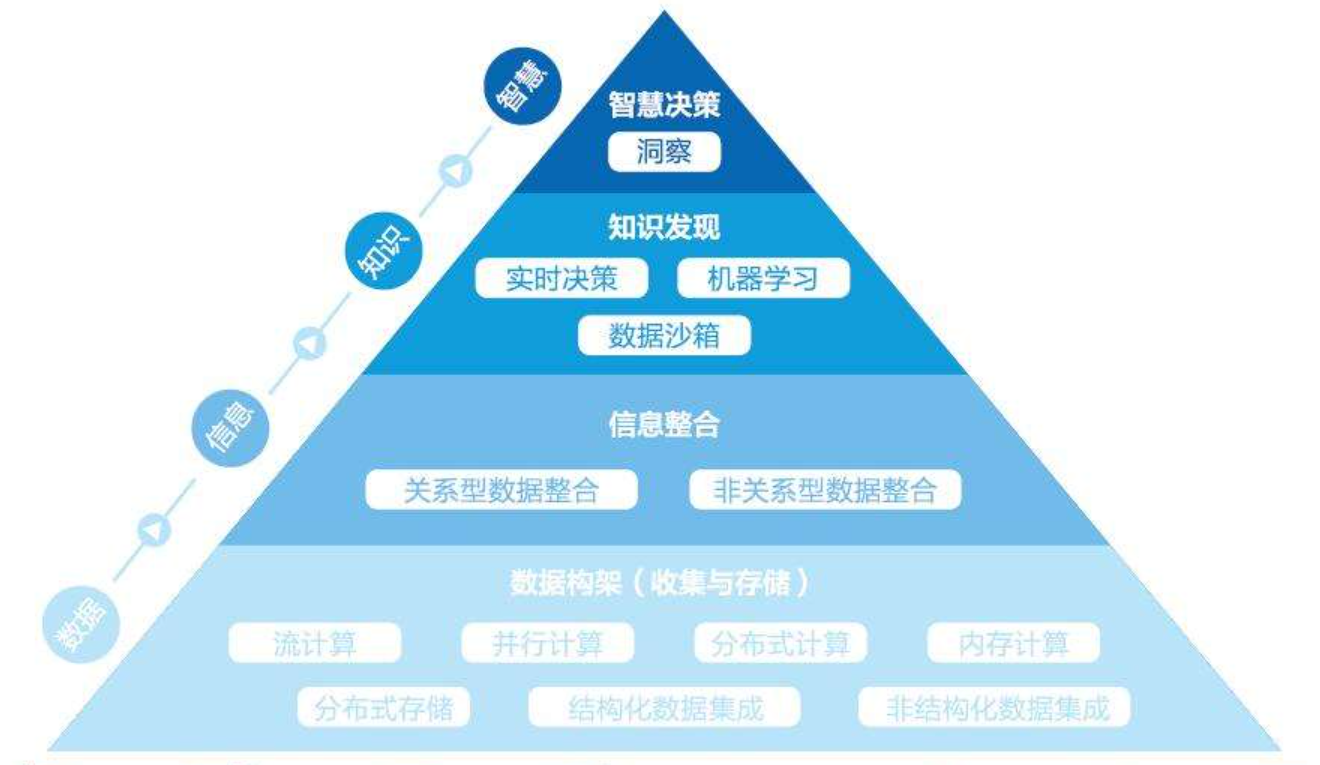 智慧
智慧决策
洞察
知识
知识发现
实时决策
机器学习
数据沙箱
信息
信息整合
关系型数据整合
非关系型数据整合
数据
数据构架（收集与存储）
流计算
并行计算
分布式计算
内存计算
分布式存储
结构化数据集成
非结构化数据集成